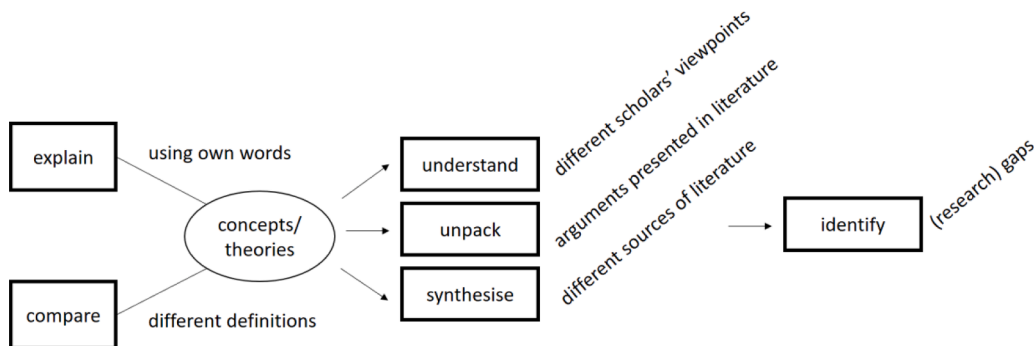 explain
using own words
compare
different definitions
concepts/
theories
understand
different scholars' viewpoints
unpack
arguments presented in literature
synthesise
different sources of literature
identify
(research) gaps